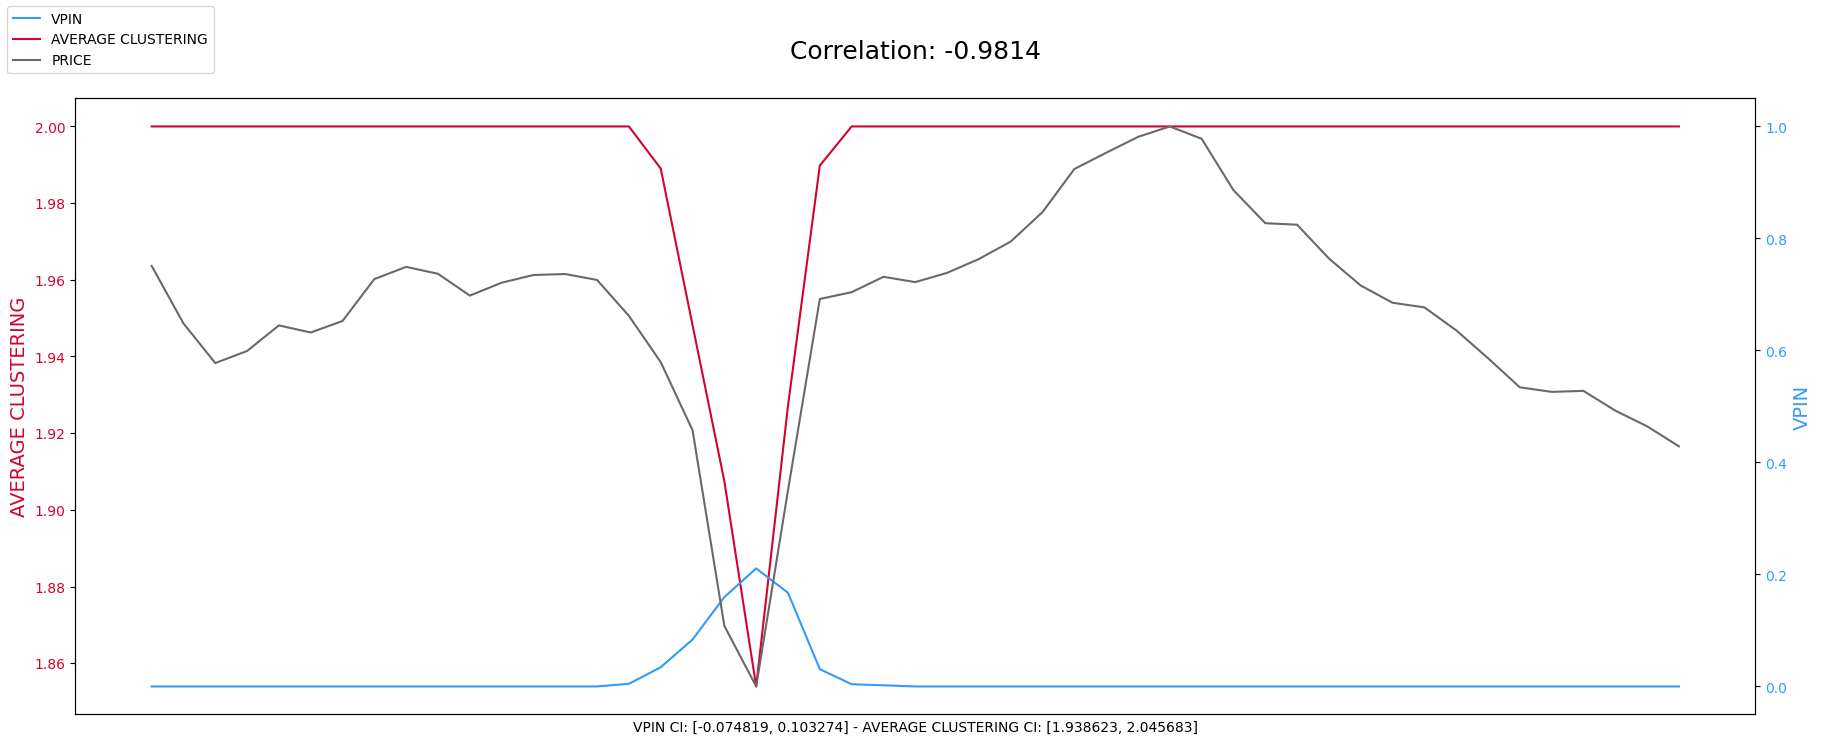 VPIN
AVERAGE CLUSTERING
PRICE
Correlation: -0.9814
AVERAGE CLUSTERING
2.00
1.98
1.96
1.94
1.92
1.90
1.88
1.86
1.0
0.8
0.6
0.4
0.2
0.0
VPIN
VPIN CI: [-0.074819, 0.103274] - AVERAGE CLUSTERING CI: [1.938623, 2.045683]